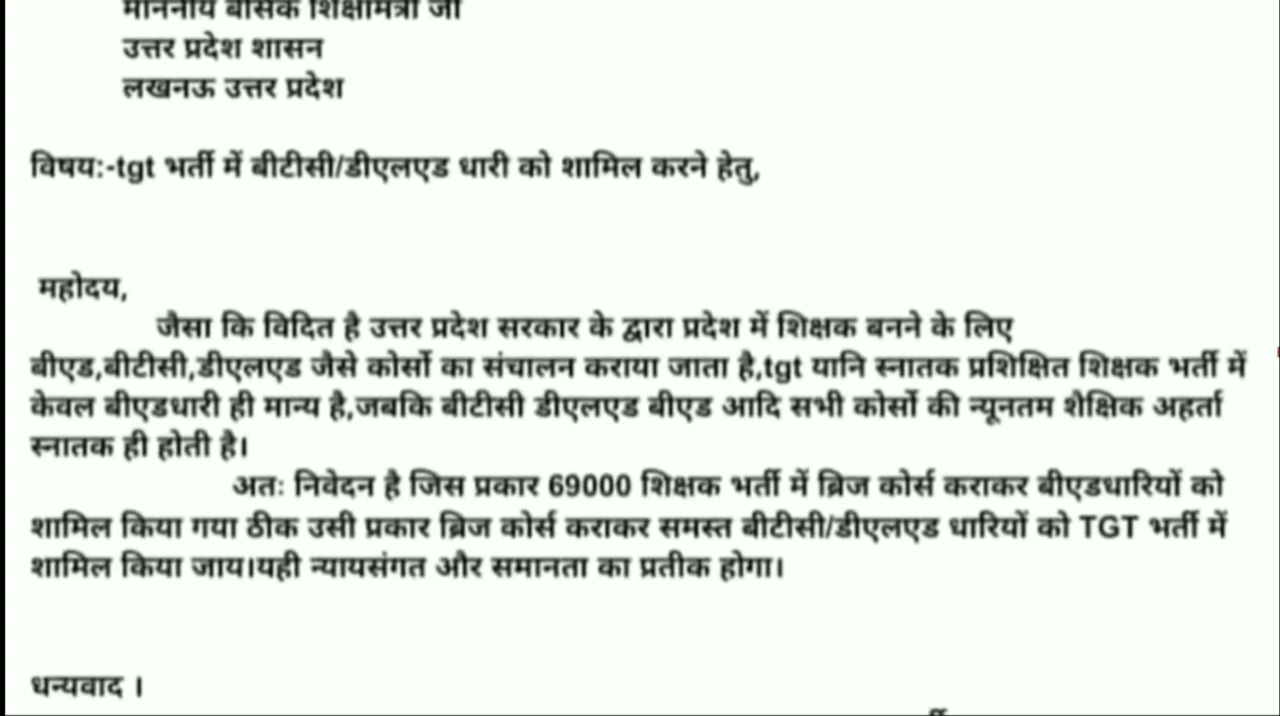 माननीय बेसिक शिक्षामंत्री जी
उत्तर प्रदेश शासन
लखनऊ उत्तर प्रदेश
विषय:-tgt भर्ती में बीटीसी/डीएलएड धारी को शामिल करने हेतु,
महोदय,
जैसा कि विदित है उत्तर प्रदेश सरकार के द्वारा प्रदेश में शिक्षक बनने के लिए
बीएड,बीटीसी,डीएलएड जैसे कोर्सो का संचालन कराया जाता है,tgt यानि स्नातक प्रशिक्षित शिक्षक भर्ती में
केवल बीएडधारी ही मान्य है,जबकि बीटीसी डीएलएड बीएड आदि सभी कोर्सो की न्यूनतम शैक्षिक अहर्ता
स्नातक ही होती है।
अतः निवेदन है जिस प्रकार 69000 शिक्षक भर्ती में ब्रिज कोर्स कराकर बीएडधारियों को
शामिल किया गया ठीक उसी प्रकार ब्रिज कोर्स कराकर समस्त बीटीसी/डीएलएड धारियों को TGT भर्ती में
शामिल किया जाय।यही न्यायसंगत और समानता का प्रतीक होगा।
धन्यवाद ।